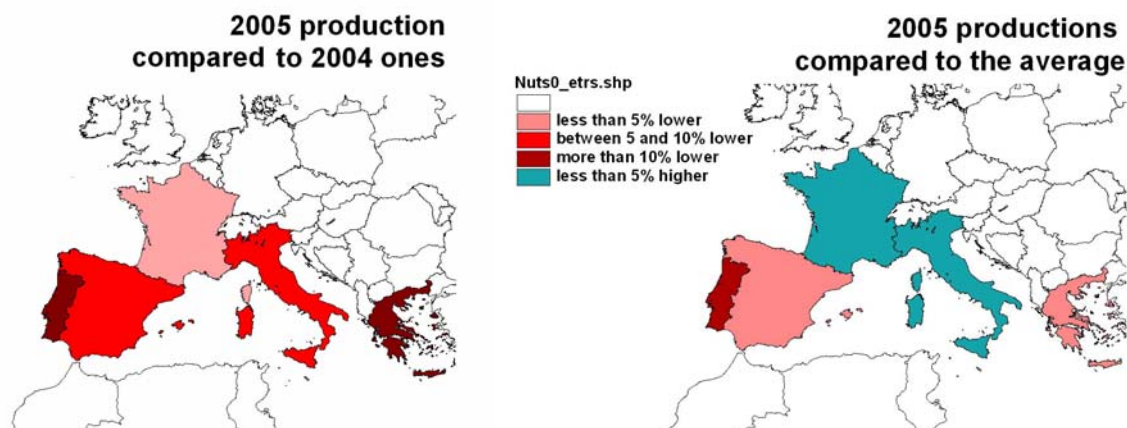 2005 production
compared to 2004 ones
2005 productions
compared to the average
Nuts0_etrs.shp
less than 5% lower
between 5 and 10% lower
more than 10% lower
less than 5% higher